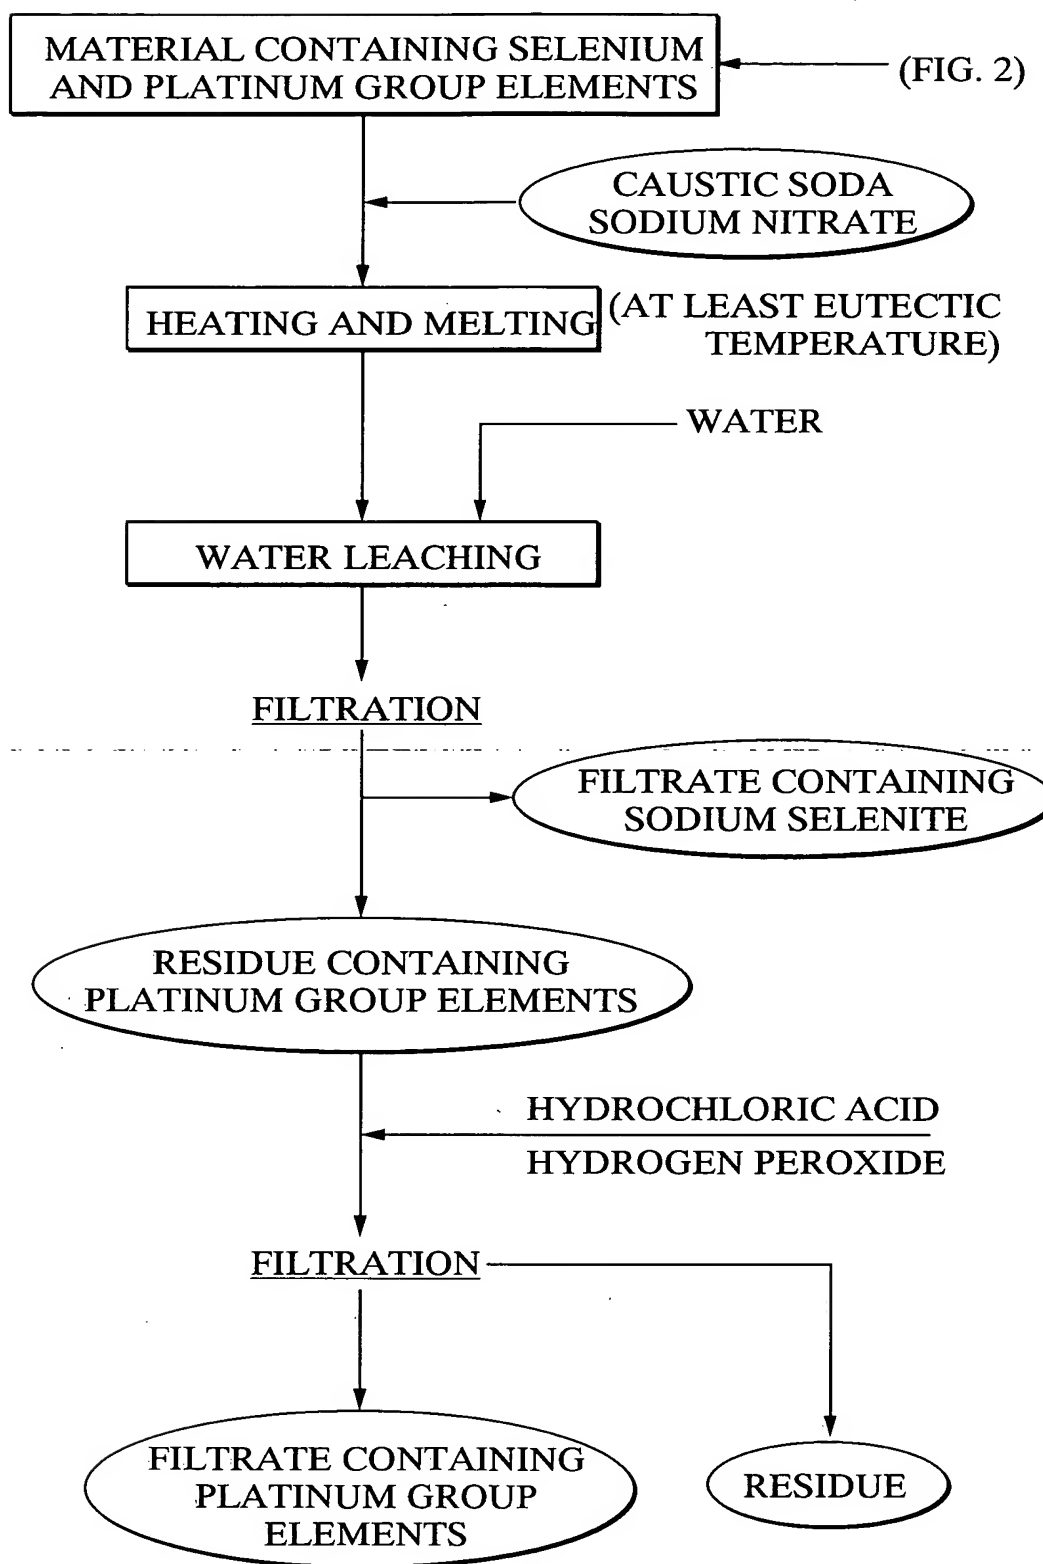 MATERIAL CONTAINING SELENIUM
AND PLATINUM GROUP ELEMENTS
(FIG. 2)
CAUSTIC SODA
SODIUM NITRATE
HEATING AND MELTING
(AT LEAST EUTECTIC
TEMPERATURE)
WATER
WATER LEACHING
FILTRATION
FILTRATE CONTAINING
SODIUM SELENITE
RESIDUE CONTAINING
PLATINUM GROUP ELEMENTS
HYDROCHLORIC ACID
HYDROGEN PEROXIDE
FILTRATION
FILTRATE CONTAINING
PLATINUM GROUP
ELEMENTS
RESIDUE